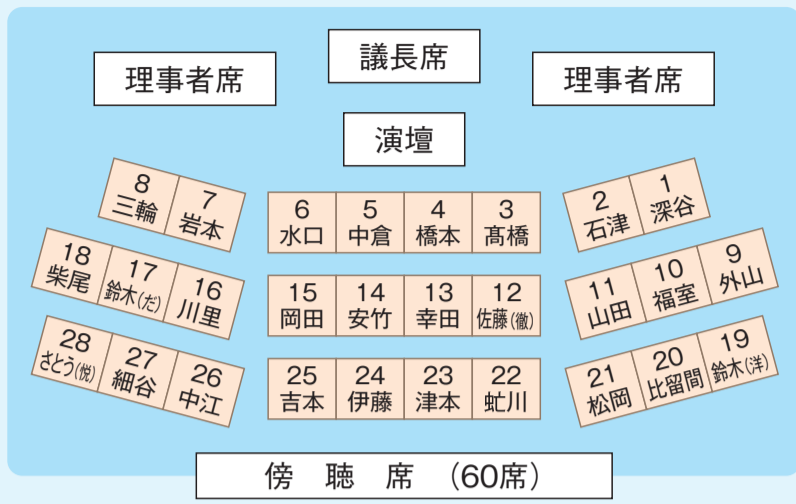 議長席
理事者席
理事者席
演壇
8
三輪
7
岩本
6
水口
5
中倉
4
橋本
3
髙橋
2
石津
1
深谷
18
柴尾
17
鈴木(だ)
16
川里
15
岡田
14
安竹
13
幸田
12
佐藤(徹)
11
山田
10
福室
9
外山
28
さとう(悦)
27
細谷
26
中江
25
吉本
24
伊藤
23
津本
22
虻川
21
松岡
20
比留間
19
鈴木(洋)
傍聴席（60席）